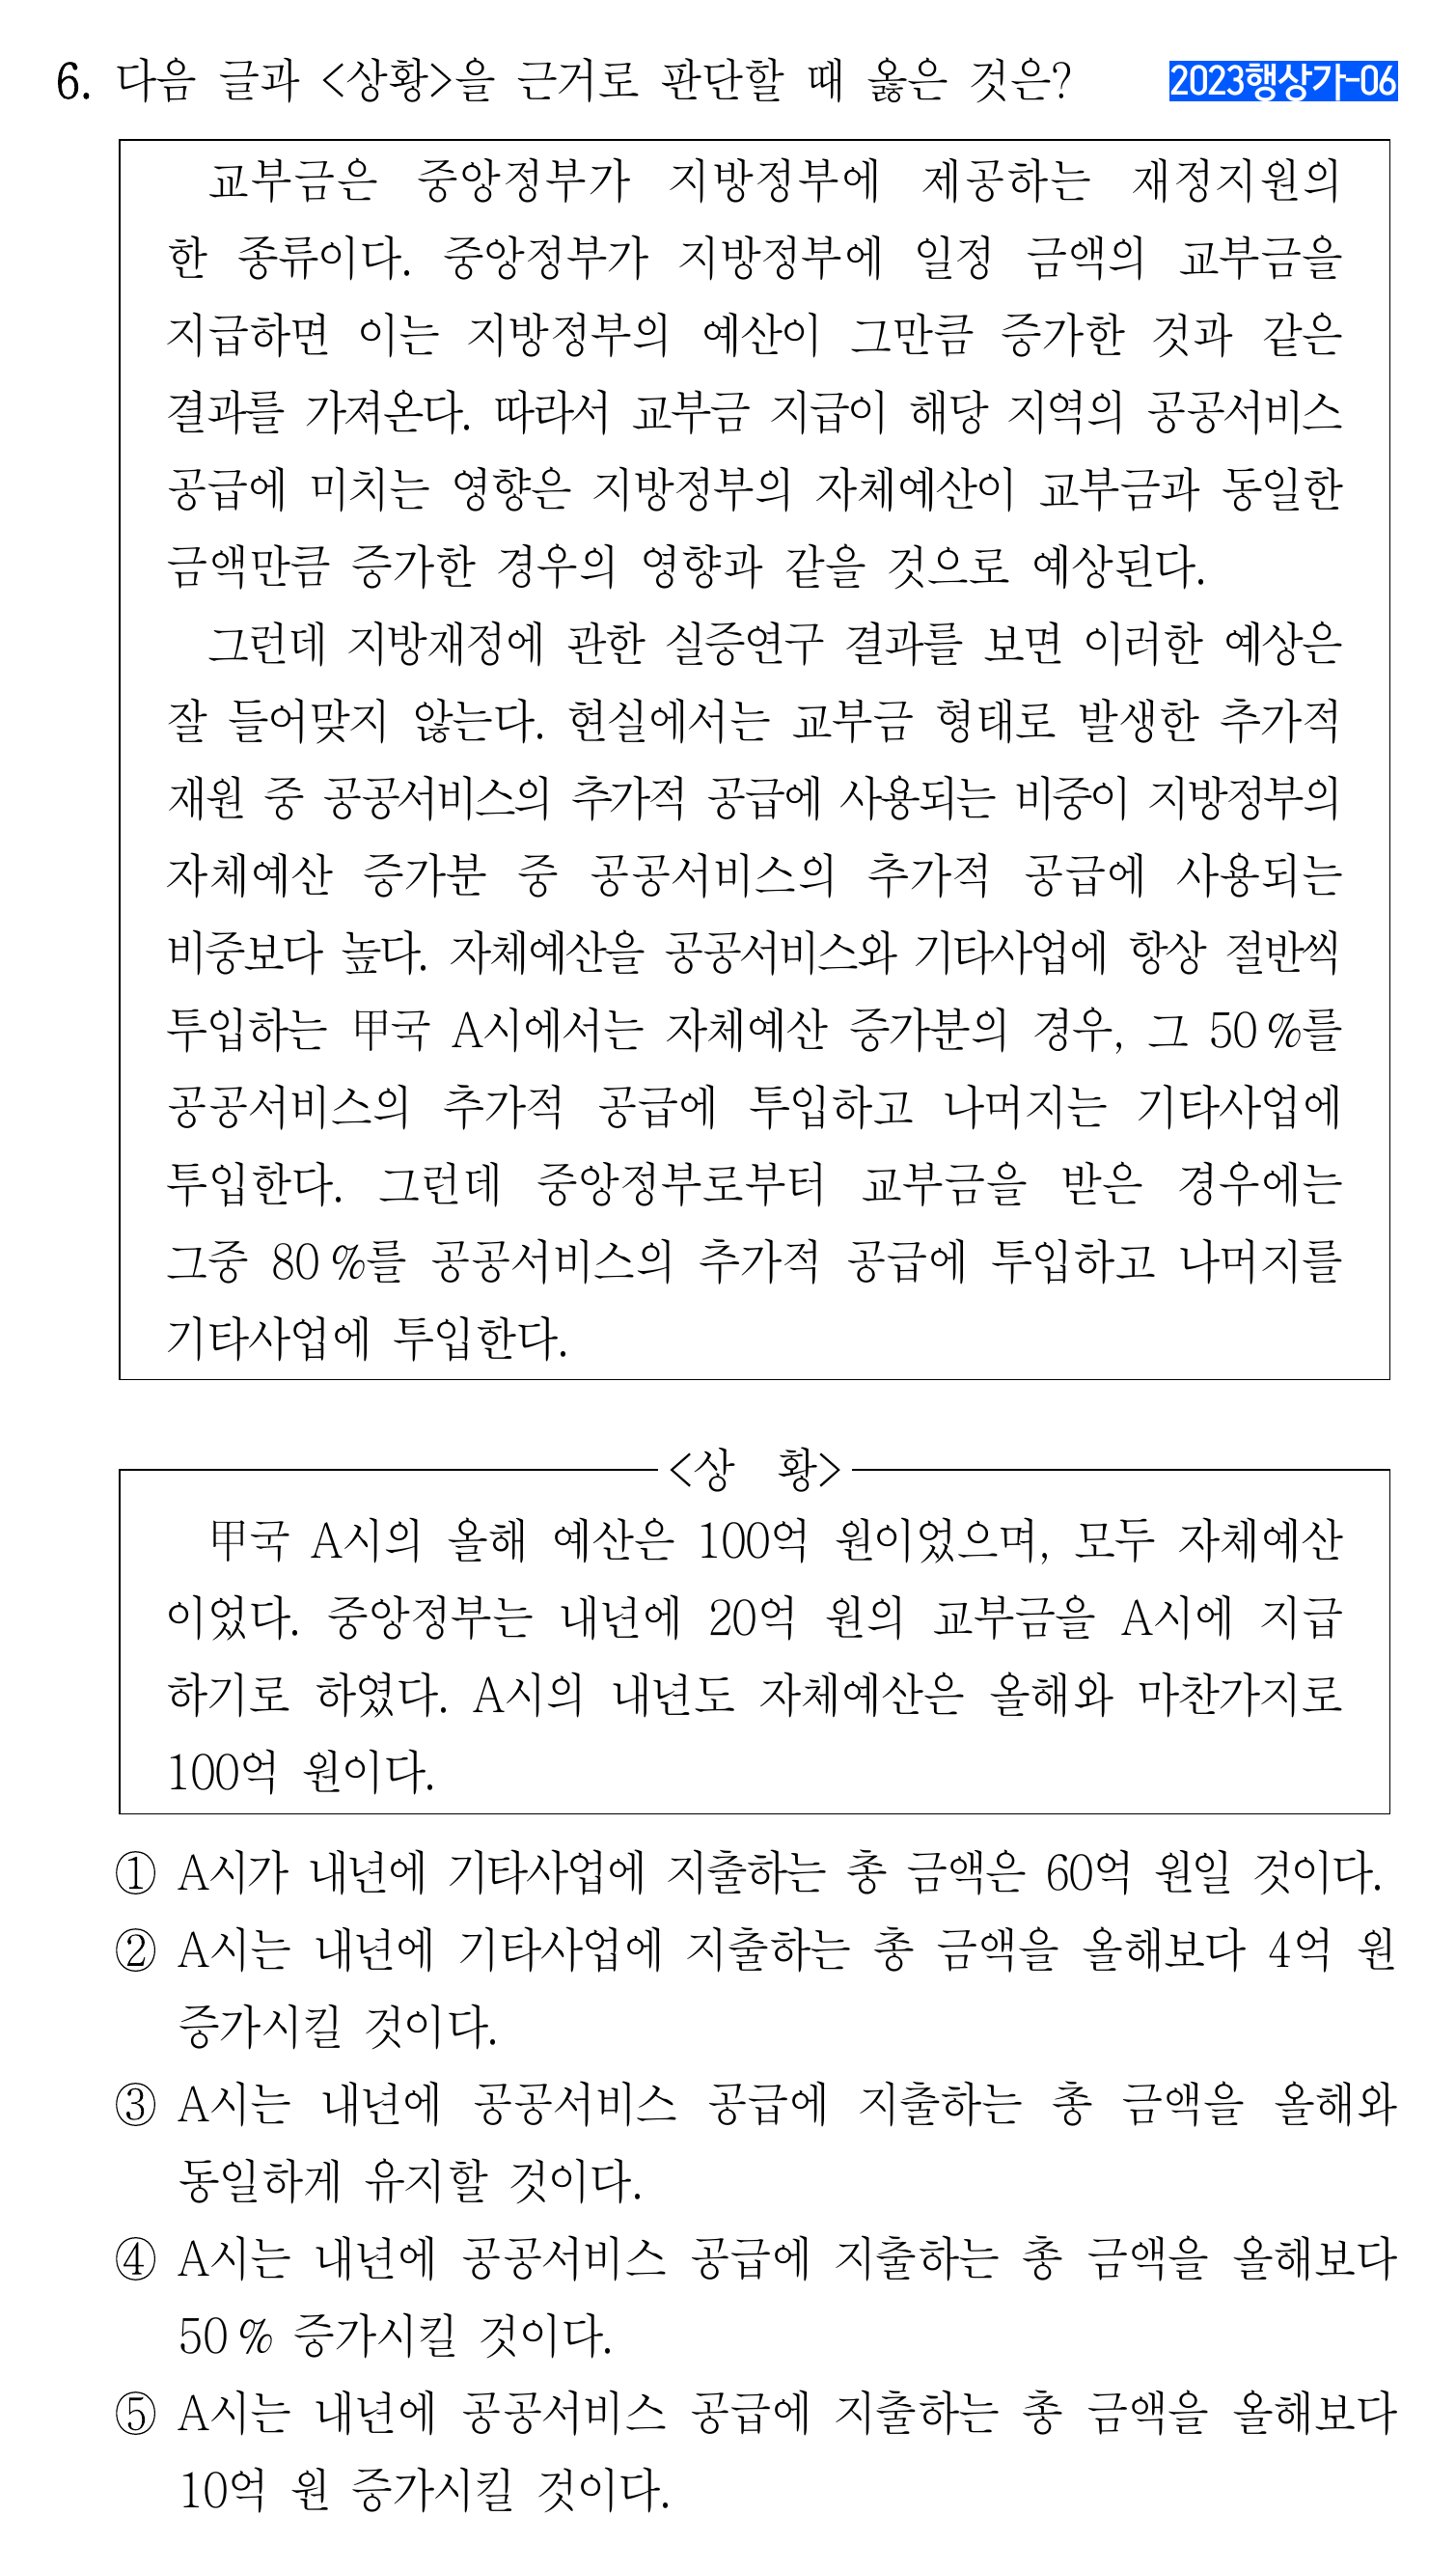 6. 다음 글과 <상황>을 근거로 판단할 때 옳은 것은? 2023행상가-06
교부금은 중앙정부가 지방정부에 제공하는 재정지원의
한 종류이다. 중앙정부가 지방정부에 일정 금액의 교부금을
지급하면 이는 지방정부의 예산이 그만큼 증가한 것과 같은
결과를 가져온다. 따라서 교부금 지급이 해당 지역의 공공서비스
공급에 미치는 영향은 지방정부의 자체예산이 교부금과 동일한
금액만큼 증가한 경우의 영향과 같을 것으로 예상된다.
그런데 지방재정에 관한 실증연구 결과를 보면 이러한 예상은
잘 들어맞지 않는다. 현실에서는 교부금 형태로 발생한 추가적
재원 중 공공서비스의 추가적 공급에 사용되는 비중이 지방정부의
자체예산 증가분 중 공공서비스의 추가적 공급에 사용되는
비중보다 높다. 자체예산을 공공서비스와 기타사업에 항상 절반씩
투입하는 甲국 A시에서는 자체예산 증가분의 경우, 그 50 %를
공공서비스의 추가적 공급에 투입하고 나머지는 기타사업에
투입한다. 그런데 중앙정부로부터 교부금을 받은 경우에는
그중 80 %를 공공서비스의 추가적 공급에 투입하고 나머지를
기타사업에 투입한다.
<상 황>
甲국 A시의 올해 예산은 100억 원이었으며, 모두 자체예산
이었다. 중앙정부는 내년에 20억 원의 교부금을 A시에 지급
하기로 하였다. A시의 내년도 자체예산은 올해와 마찬가지로
100억 원이다.
① A시가 내년에 기타사업에 지출하는 총 금액은 60억 원일 것이다.
② A시는 내년에 기타사업에 지출하는 총 금액을 올해보다 4억 원
증가시킬 것이다.
③ A시는 내년에 공공서비스 공급에 지출하는 총 금액을 올해와
동일하게 유지할 것이다.
④ A시는 내년에 공공서비스 공급에 지출하는 총 금액을 올해보다
50 % 증가시킬 것이다.
⑤ A시는 내년에 공공서비스 공급에 지출하는 총 금액을 올해보다
10억 원 증가시킬 것이다.